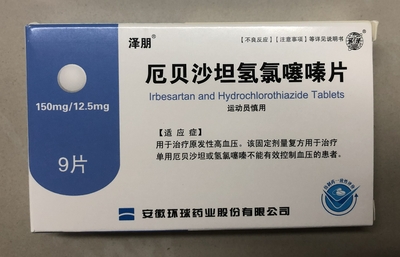 泽朋®
【不良反应】【注意事项】等详见说明书
厄贝沙坦氢氯噻嗪片
Irbesartan and Hydrochlorothiazide Tablets
150mg/12.5mg
运动员慎用
【适应症】
用于治疗原发性高血压。该固定剂量复方用于治疗
单用厄贝沙坦或氢氯噻嗪不能有效控制血压的患者。
9片
安徽环球药业股份有限公司